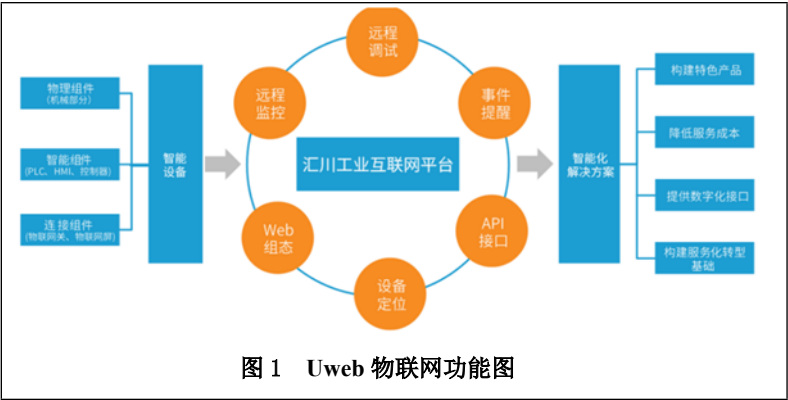 物理组件
(机械部分)
智能组件
(PLC、HMI、控制器)
连接组件
(物联网关、物联网屏)
智能
设备
远程
调试
远程
监控
事件
提醒
汇川工业互联网平台
Web
组态
API
接口
设备
定位
智能化
解决方案
构建特色产品
降低服务成本
提供数字化接口
构建服务化转型
基础
图1 Uweb 物联网功能图